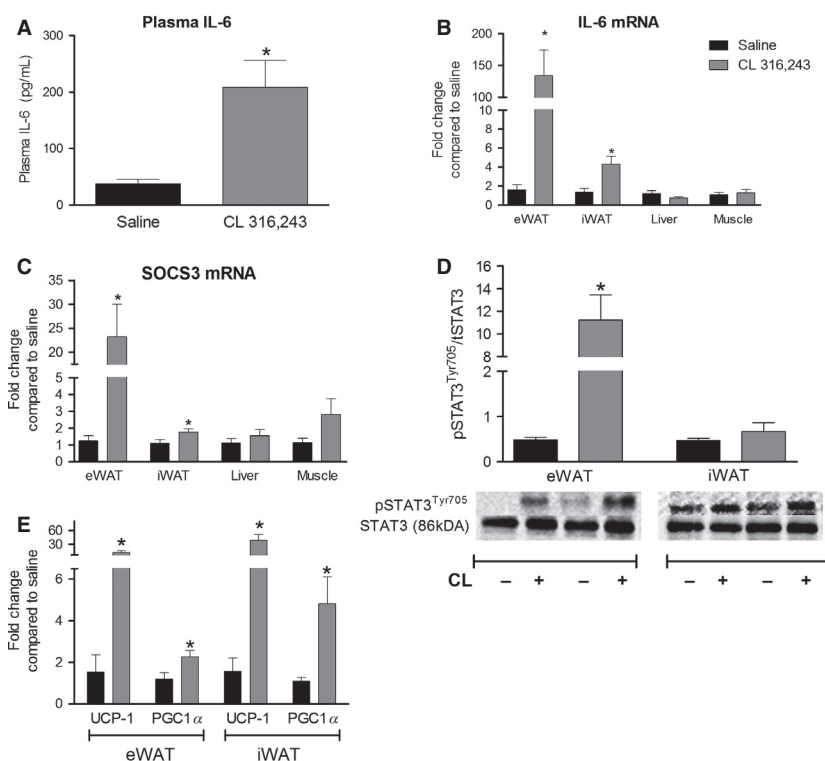 A
Plasma IL-6
Plasma IL-6 (pg/mL)
300
200
100
0
*
Saline
CL 316,243
B
IL-6 mRNA
Fold change
compared to saline
200
150
100
10
8
6
4
2
0
*
*
Saline
CL 316,243
eWAT
iWAT
Liver
Muscle
C
SOCS3 mRNA
Fold change
compared to saline
35
30
25
20
5
4
3
2
1
0
*
*
eWAT
iWAT
Liver
Muscle
D
pSTAT3^Tyr705/tSTAT3
16
14
12
10
8
2
1
0
*
eWAT
iWAT
pSTAT3^Tyr705
STAT3 (86kDA)
CL
– + – +
– + – +
E
Fold change
compared to saline
60
30
6
4
2
0
*
*
*
*
UCP-1
PGC1α
UCP-1
PGC1α
eWAT
iWAT